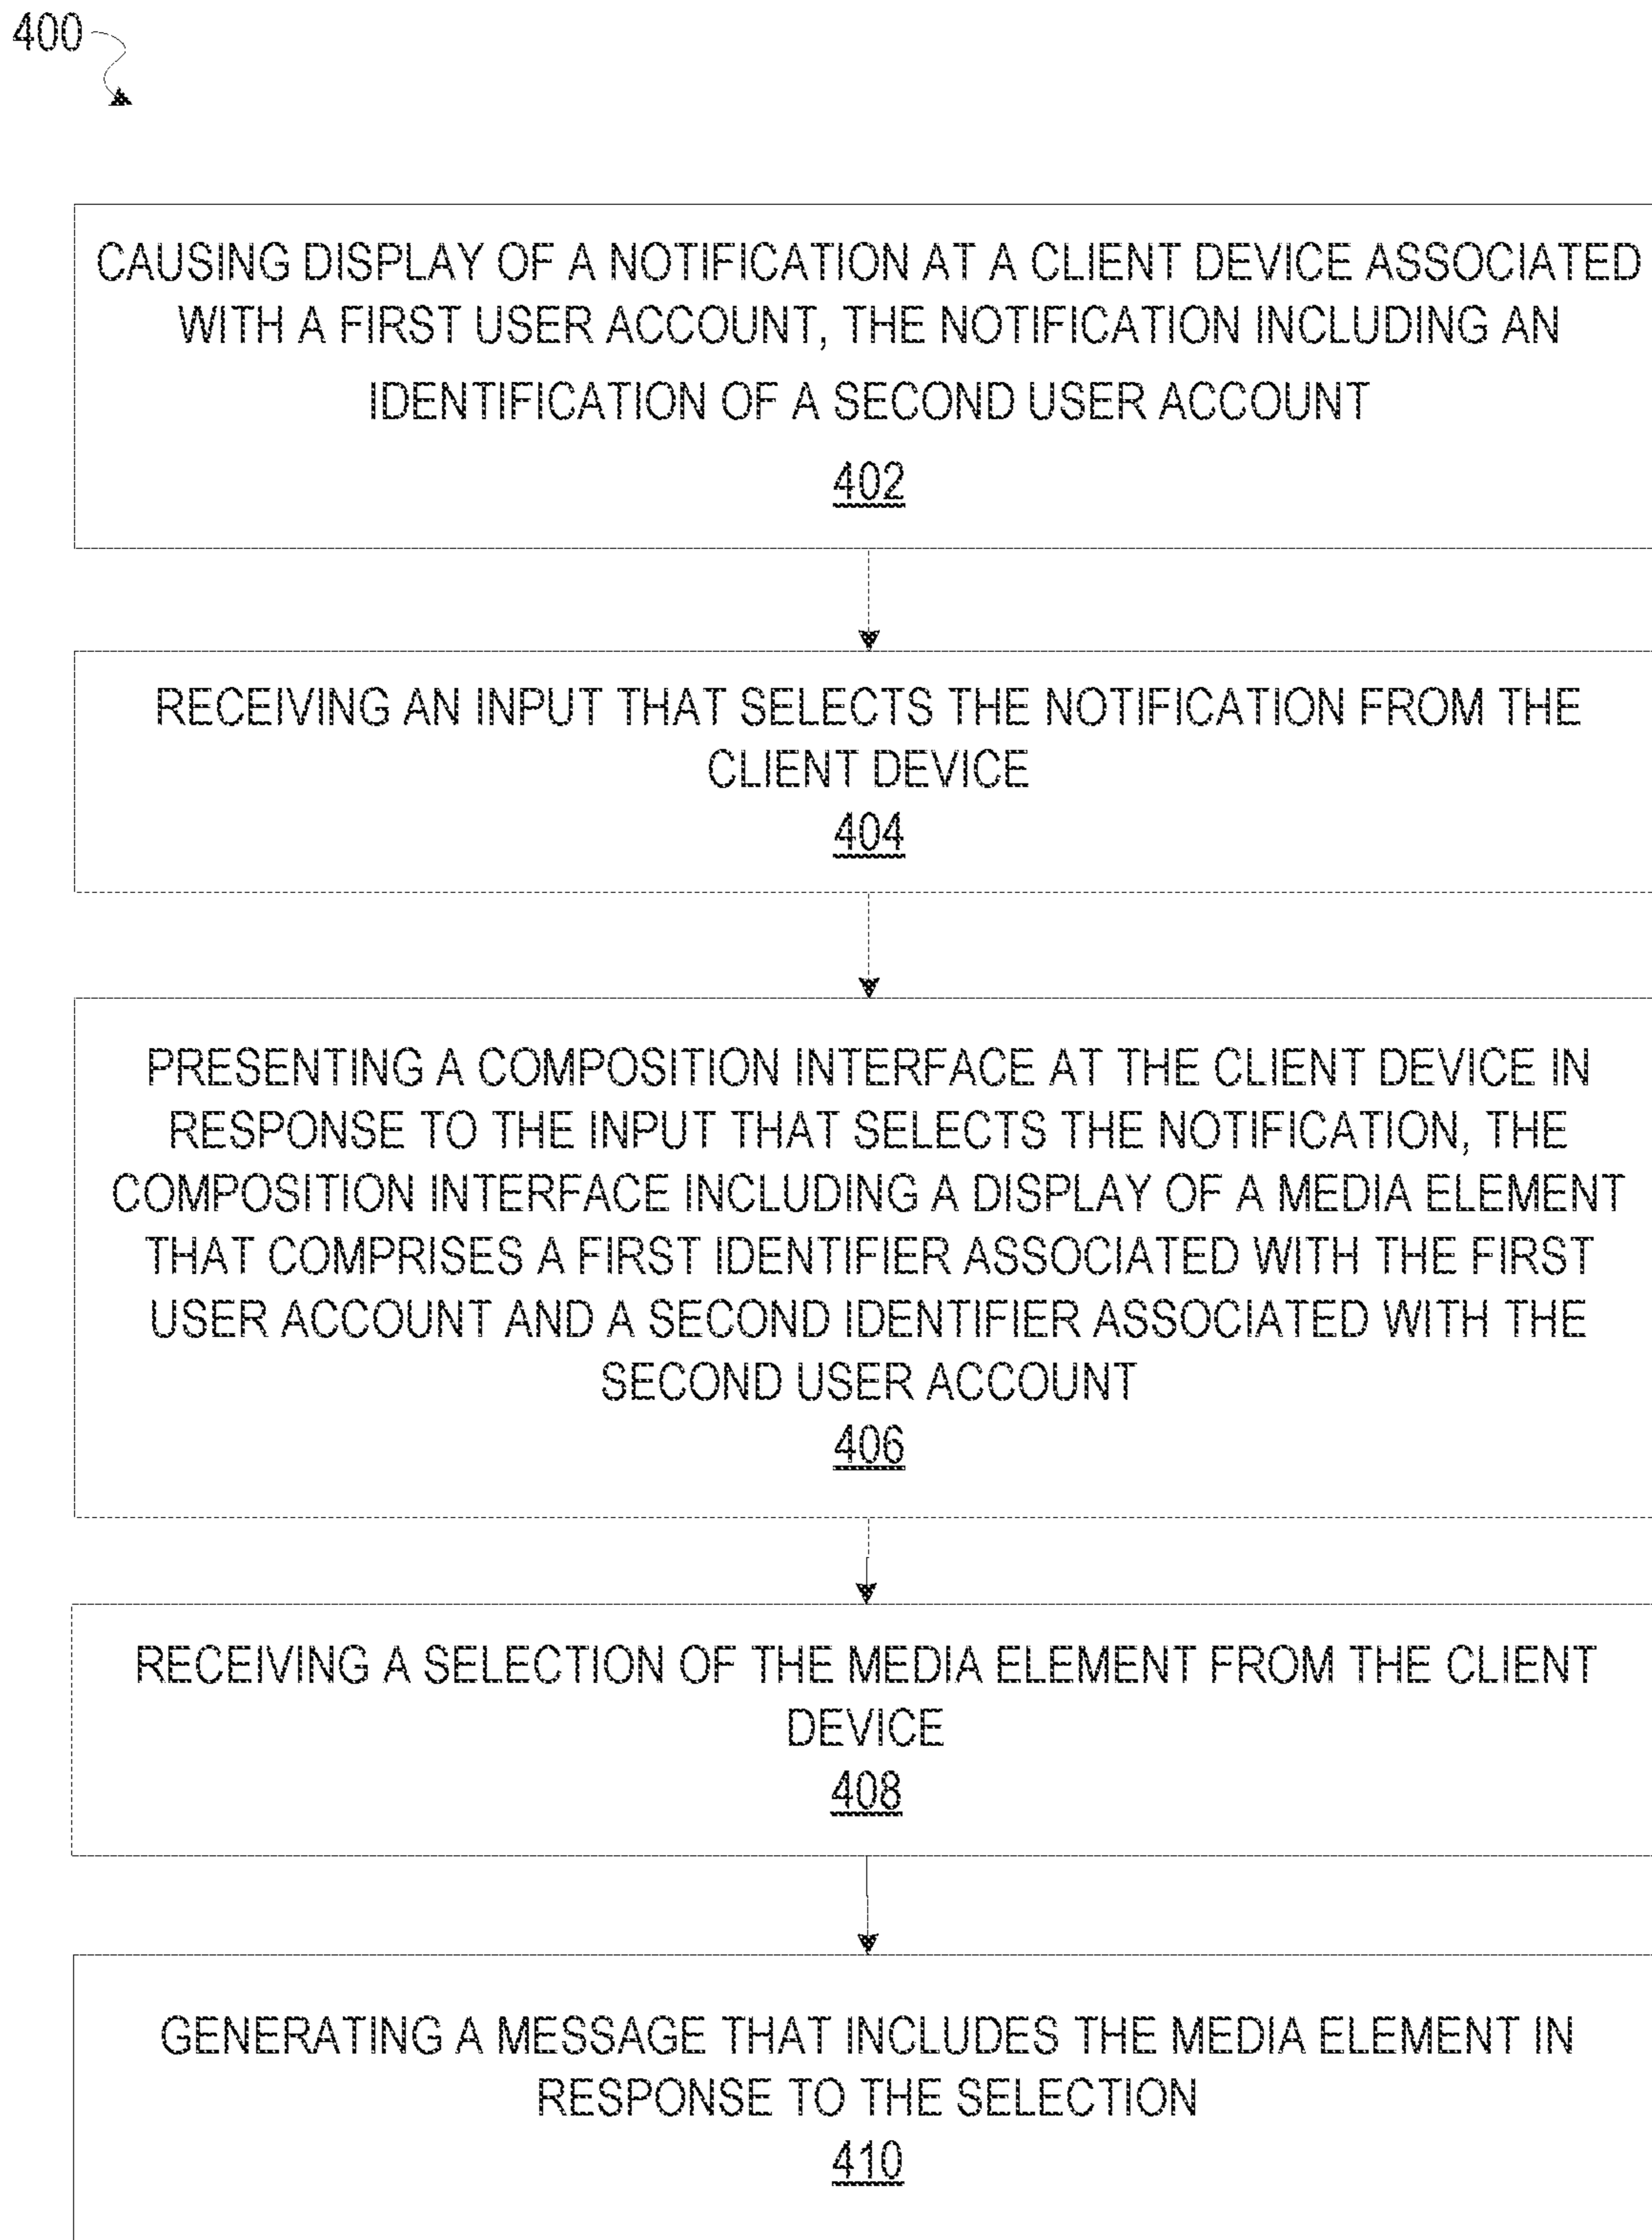 400
CAUSING DISPLAY OF A NOTIFICATION AT A CLIENT DEVICE ASSOCIATED
WITH A FIRST USER ACCOUNT, THE NOTIFICATION INCLUDING AN
IDENTIFICATION OF A SECOND USER ACCOUNT
402
RECEIVING AN INPUT THAT SELECTS THE NOTIFICATION FROM THE
CLIENT DEVICE
404
PRESENTING A COMPOSITION INTERFACE AT THE CLIENT DEVICE IN
RESPONSE TO THE INPUT THAT SELECTS THE NOTIFICATION, THE
COMPOSITION INTERFACE INCLUDING A DISPLAY OF A MEDIA ELEMENT
THAT COMPRISES A FIRST IDENTIFIER ASSOCIATED WITH THE FIRST
USER ACCOUNT AND A SECOND IDENTIFIER ASSOCIATED WITH THE
SECOND USER ACCOUNT
406
RECEIVING A SELECTION OF THE MEDIA ELEMENT FROM THE CLIENT
DEVICE
408
GENERATING A MESSAGE THAT INCLUDES THE MEDIA ELEMENT IN
RESPONSE TO THE SELECTION
410